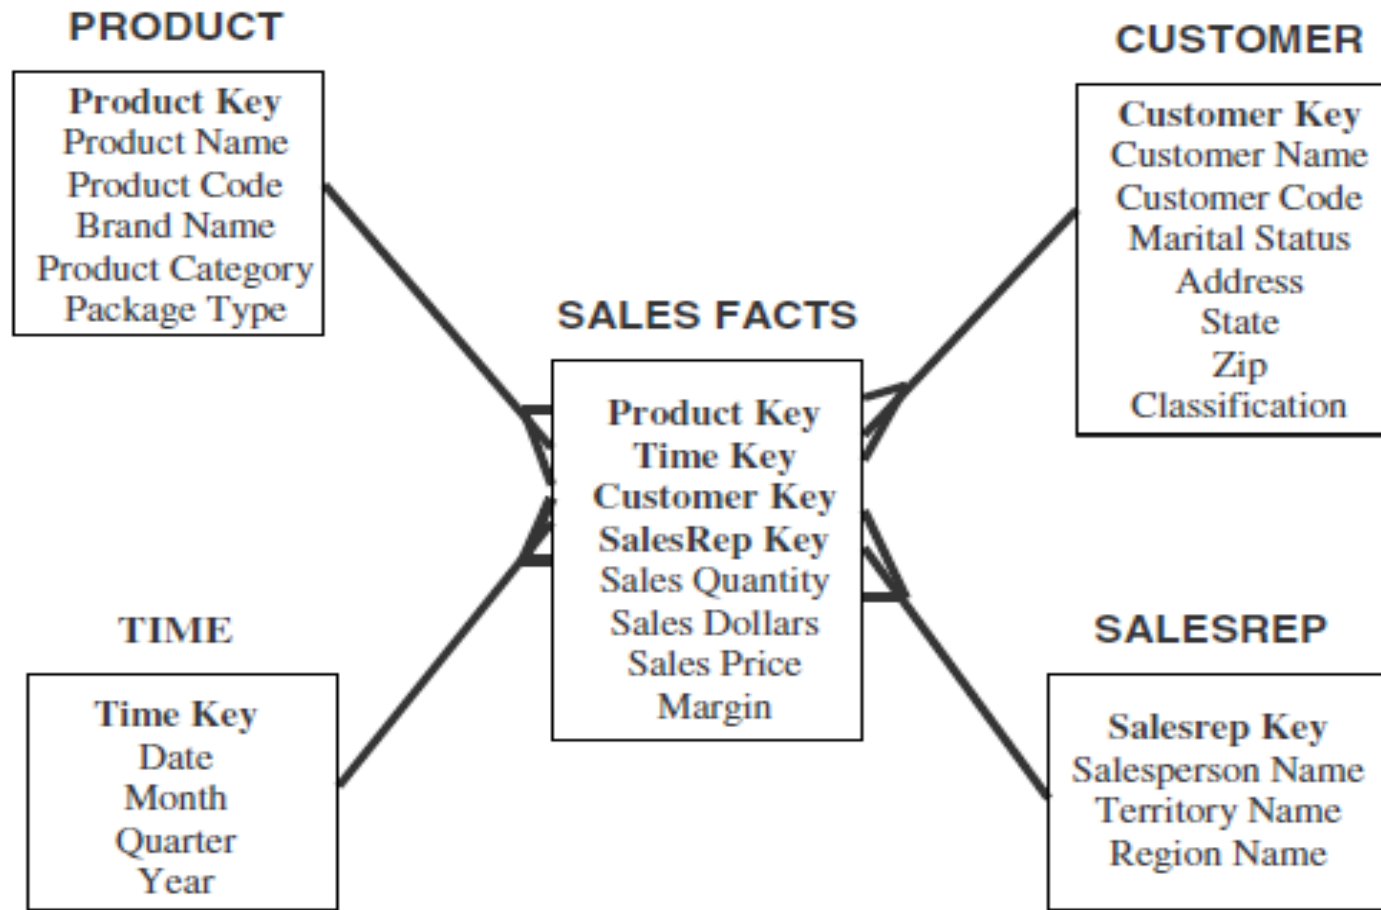 PRODUCT
Product Key
Product Name
Product Code
Brand Name
Product Category
Package Type
CUSTOMER
Customer Key
Customer Name
Customer Code
Marital Status
Address
State
Zip
Classification
SALES FACTS
Product Key
Time Key
Customer Key
SalesRep Key
Sales Quantity
Sales Dollars
Sales Price
Margin
TIME
Time Key
Date
Month
Quarter
Year
SALESREP
Salesrep Key
Salesperson Name
Territory Name
Region Name